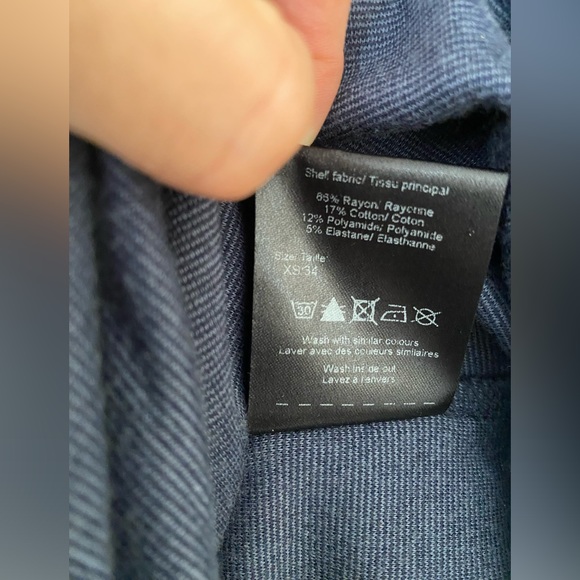 Shell fabric/ Tissu principal
66% Rayon/ Rayonne
17% Cotton/ Coton
12% Polyamide/ Polyamide
5% Elastane/ Elasthanne
Size/ Taille
XS/34
30
Wash with similar colours
Laver avec des couleurs similaires
Wash inside out
Lavez à l'envers